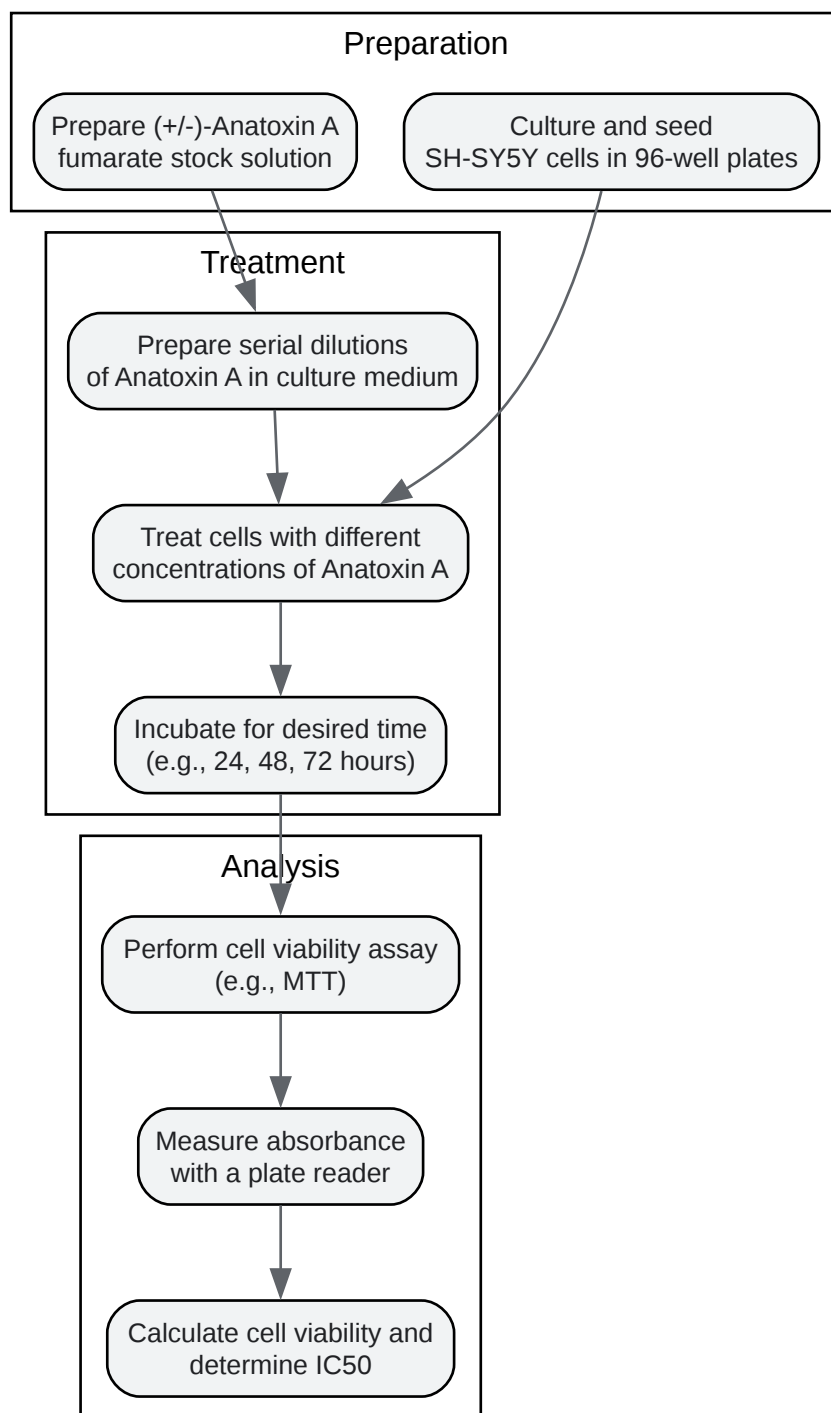 Preparation
Prepare (+/-)-Anatoxin A
fumarate stock solution
Culture and seed
SH-SY5Y cells in 96-well plates
Treatment
Prepare serial dilutions
of Anatoxin A in culture medium
Treat cells with different
concentrations of Anatoxin A
Incubate for desired time
(e.g., 24, 48, 72 hours)
Analysis
Perform cell viability assay
(e.g., MTT)
Measure absorbance
with a plate reader
Calculate cell viability and
determine IC50